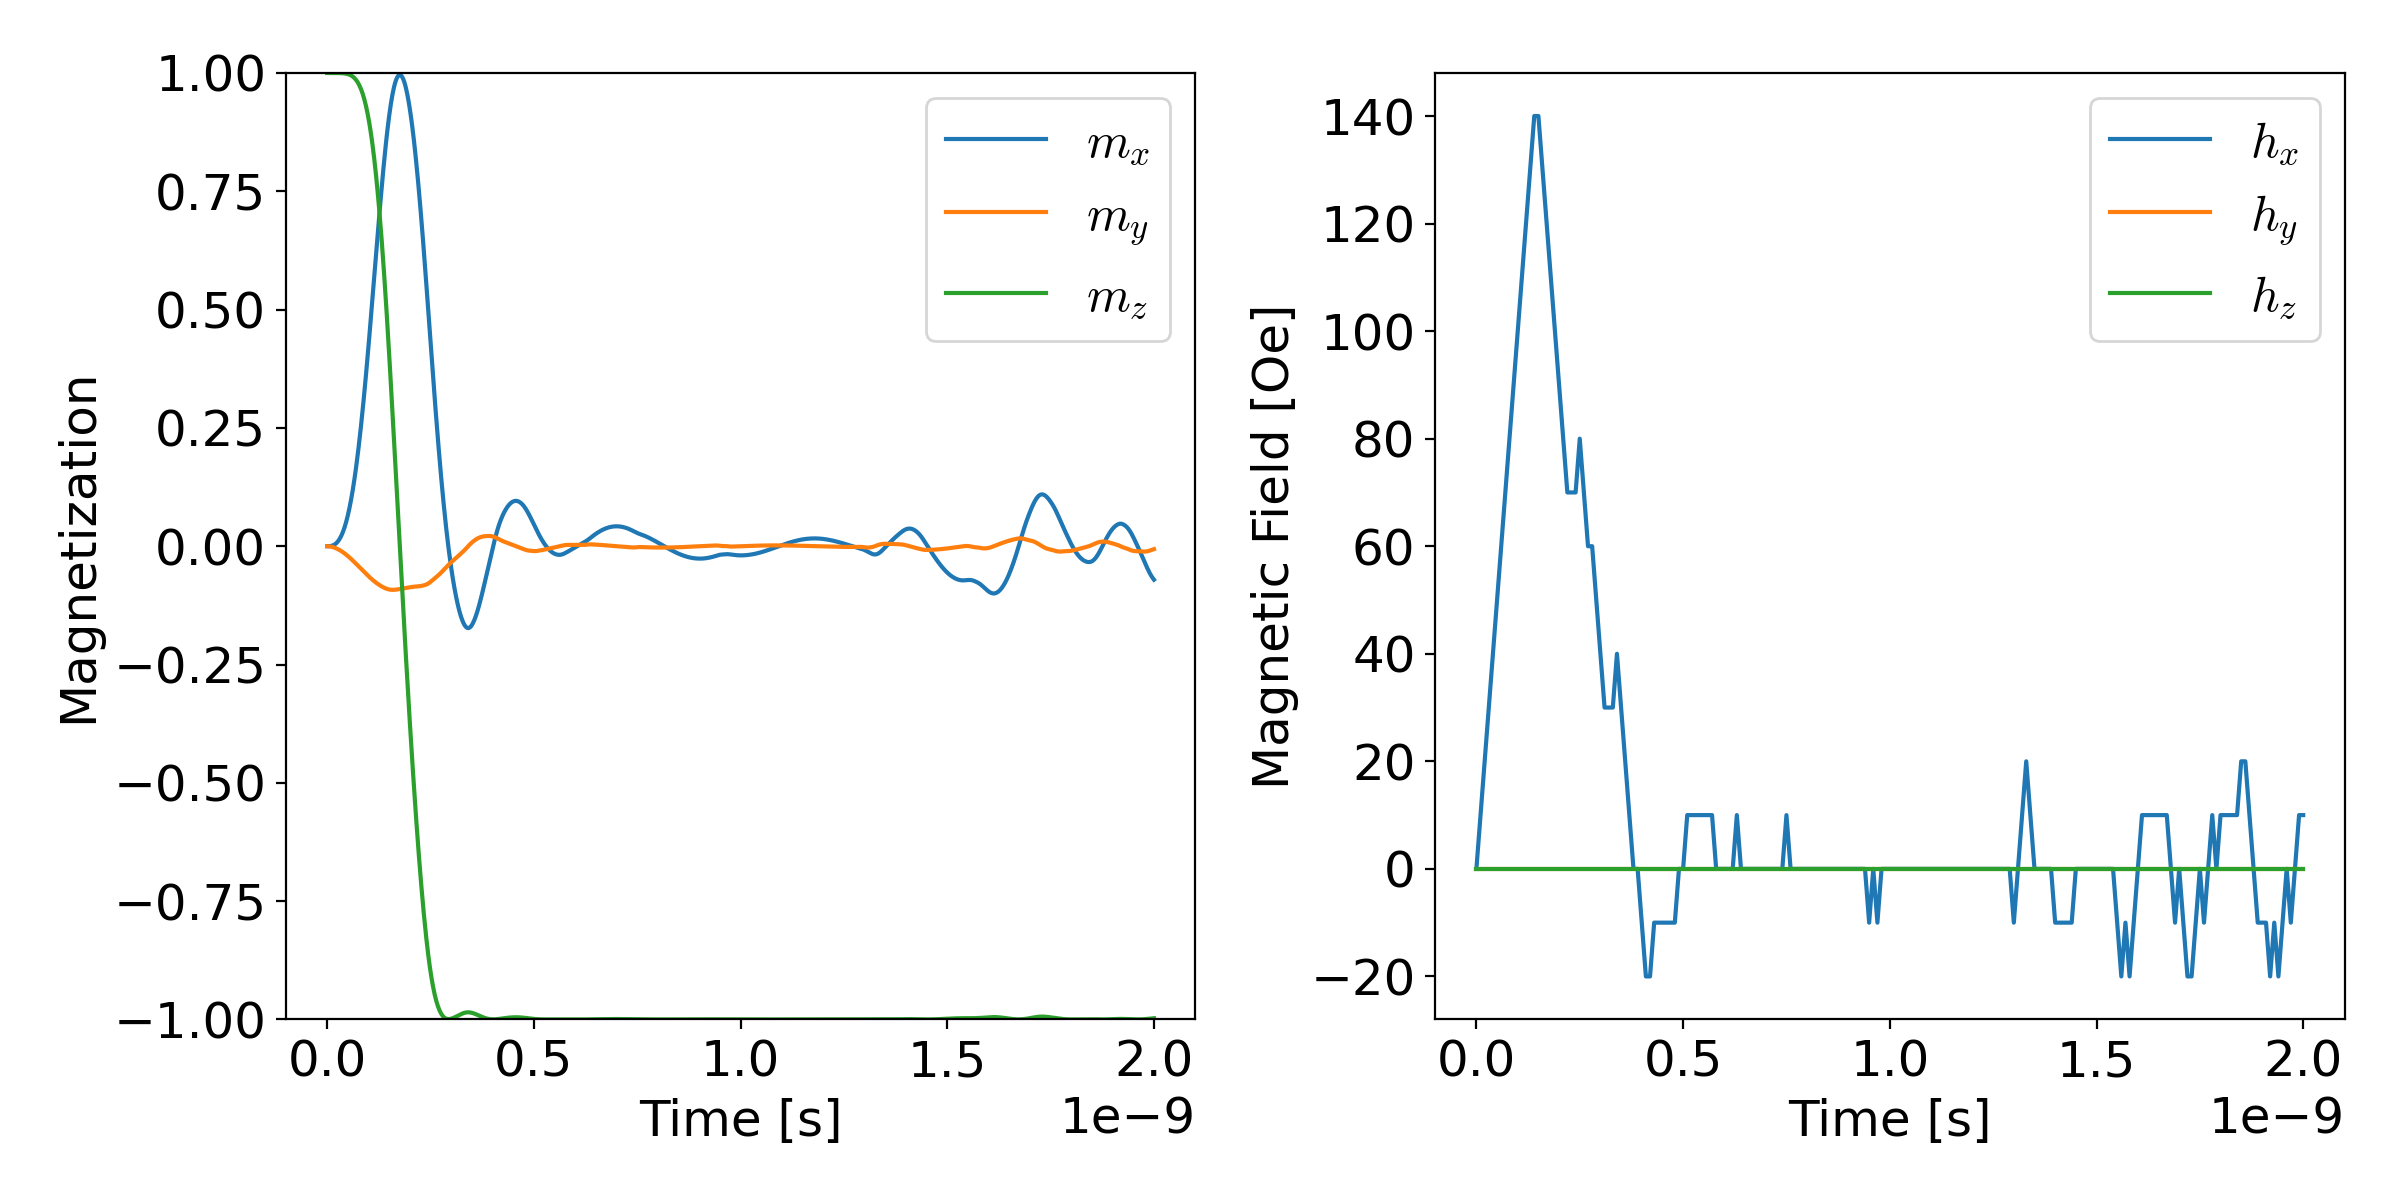 Magnetization
1.00
0.75
0.50
0.25
0.00
−0.25
−0.50
−0.75
−1.00
0.0 0.5 1.0 1.5 2.0
Time [s]
1e−9
m_x
m_y
m_z
Magnetic Field [Oe]
140
120
100
80
60
40
20
0
−20
0.0 0.5 1.0 1.5 2.0
Time [s]
1e−9
h_x
h_y
h_z